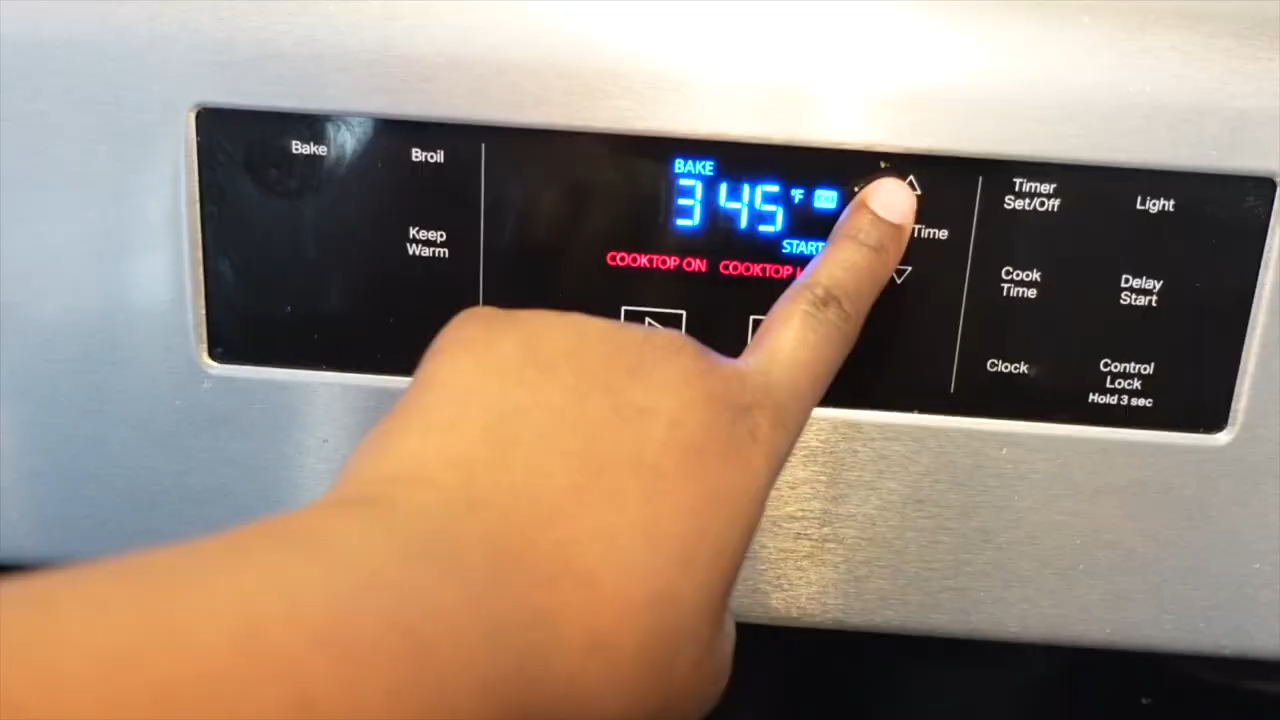 Bake
Broil
Keep
Warm
BAKE
345 °F ON
START
COOKTOP ON COOKTOP
Time
Timer
Set/Off
Light
Cook
Time
Delay
Start
Clock
Control
Lock
Hold 3 sec